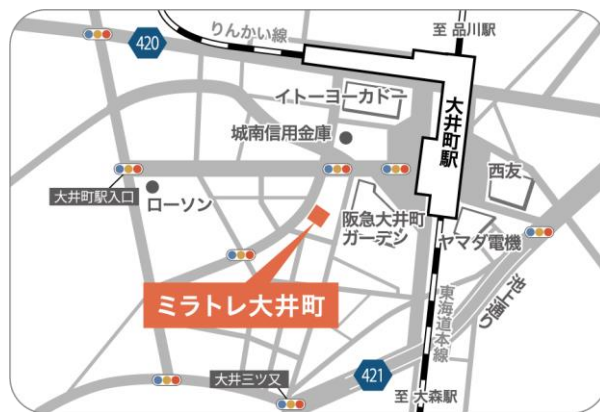 りんかい線
至 品川駅
420
イトーヨーカドー
大井町駅
城南信用金庫
西友
大井町駅入口
ローソン
阪急大井町
ガーデン
ヤマダ電機
ミラトレ大井町
東海道本線
池上通り
大井三ツ又
421
至 大森駅